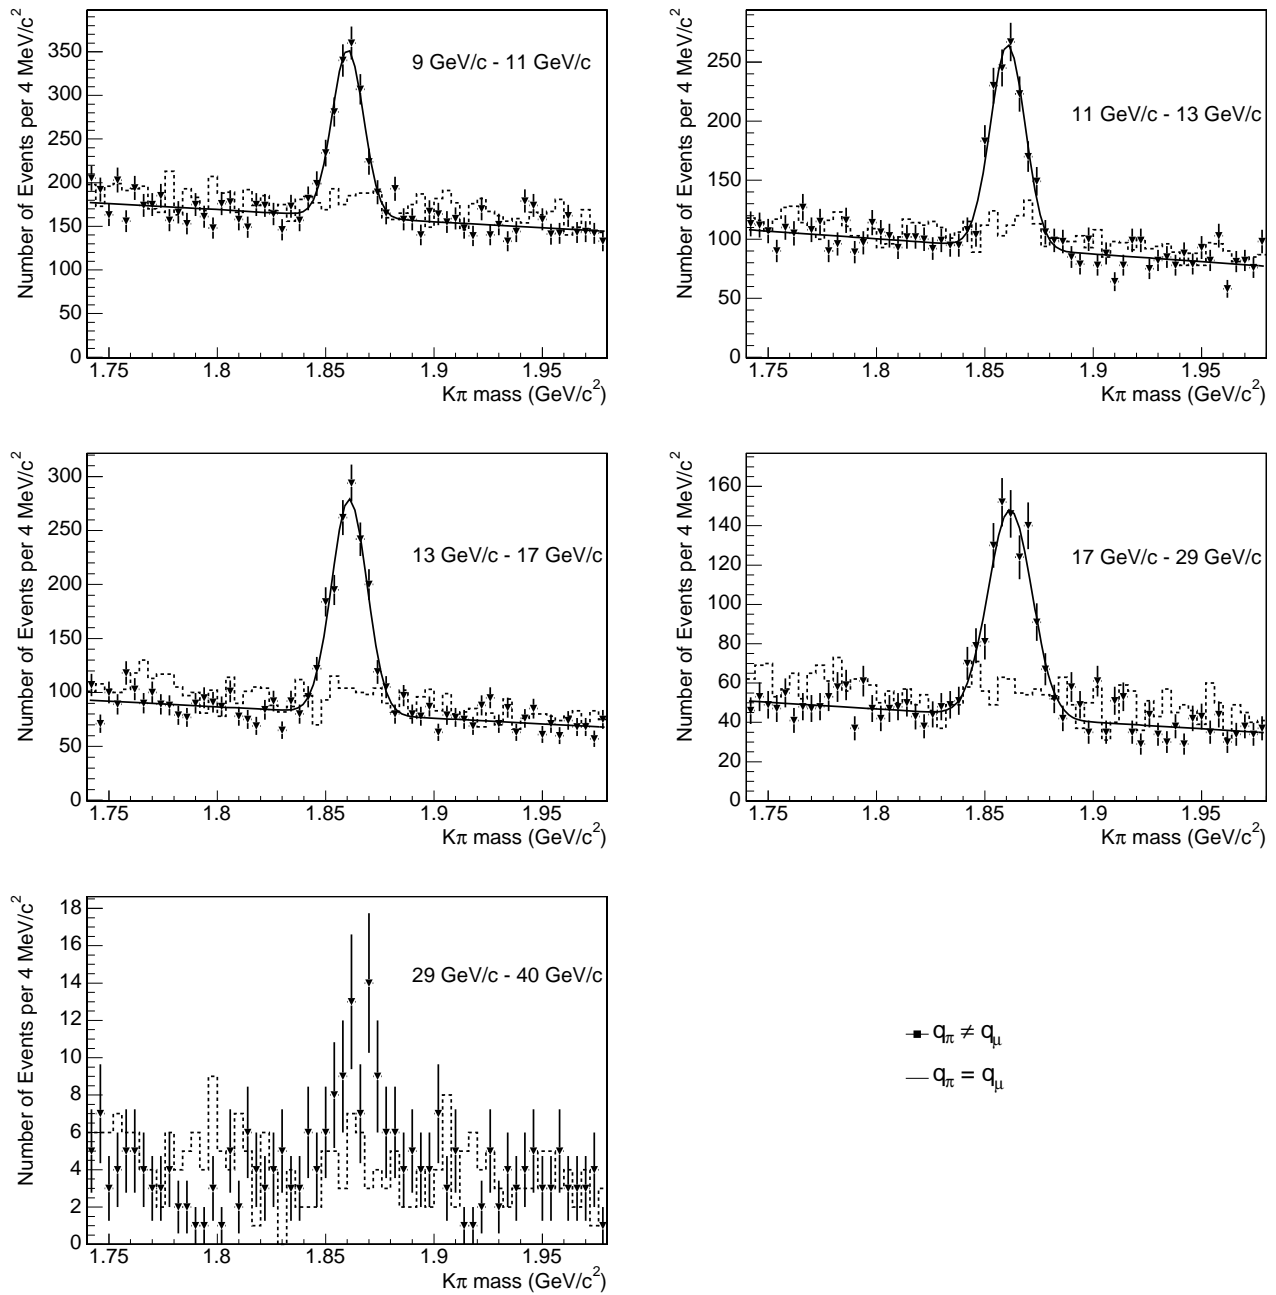 Number of Events per 4 MeV/c²
350
300
250
200
150
100
50
0
9 GeV/c - 11 GeV/c
1.75 1.8 1.85 1.9 1.95
Kπ mass (GeV/c²)
Number of Events per 4 MeV/c²
250
200
150
100
50
0
11 GeV/c - 13 GeV/c
1.75 1.8 1.85 1.9 1.95
Kπ mass (GeV/c²)
Number of Events per 4 MeV/c²
300
250
200
150
100
50
0
13 GeV/c - 17 GeV/c
1.75 1.8 1.85 1.9 1.95
Kπ mass (GeV/c²)
Number of Events per 4 MeV/c²
160
140
120
100
80
60
40
20
0
17 GeV/c - 29 GeV/c
1.75 1.8 1.85 1.9 1.95
Kπ mass (GeV/c²)
Number of Events per 4 MeV/c²
18
16
14
12
10
8
6
4
2
0
29 GeV/c - 40 GeV/c
1.75 1.8 1.85 1.9 1.95
Kπ mass (GeV/c²)
q_π ≠ q_μ
q_π = q_μ